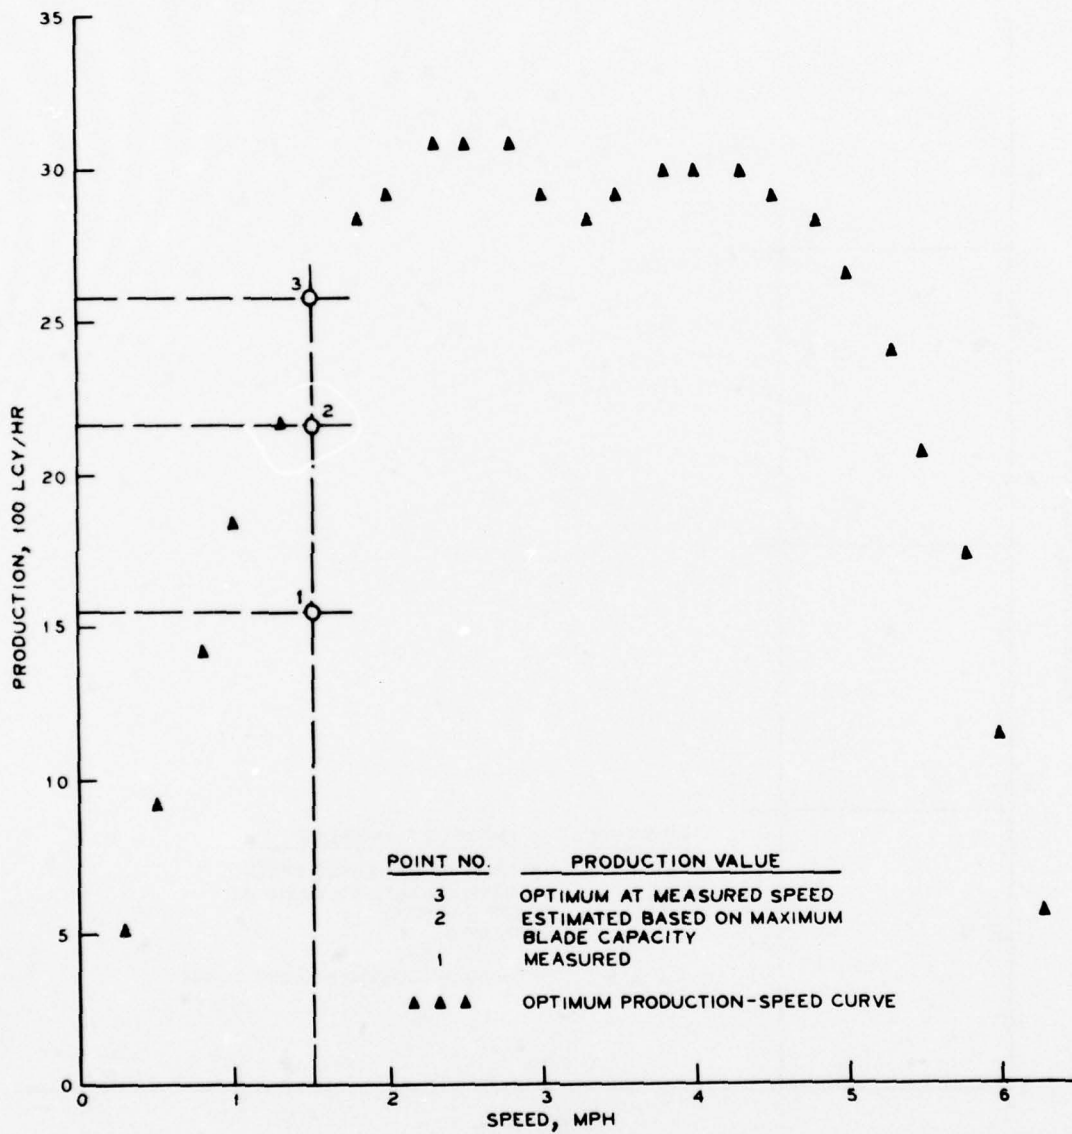 35
30
25
20
15
10
5
0
PRODUCTION, 100 LCY/HR
3
2
1
POINT NO. PRODUCTION VALUE
3 OPTIMUM AT MEASURED SPEED
2 ESTIMATED BASED ON MAXIMUM
BLADE CAPACITY
1 MEASURED
OPTIMUM PRODUCTION-SPEED CURVE
0 1 2 3 4 5 6
SPEED, MPH